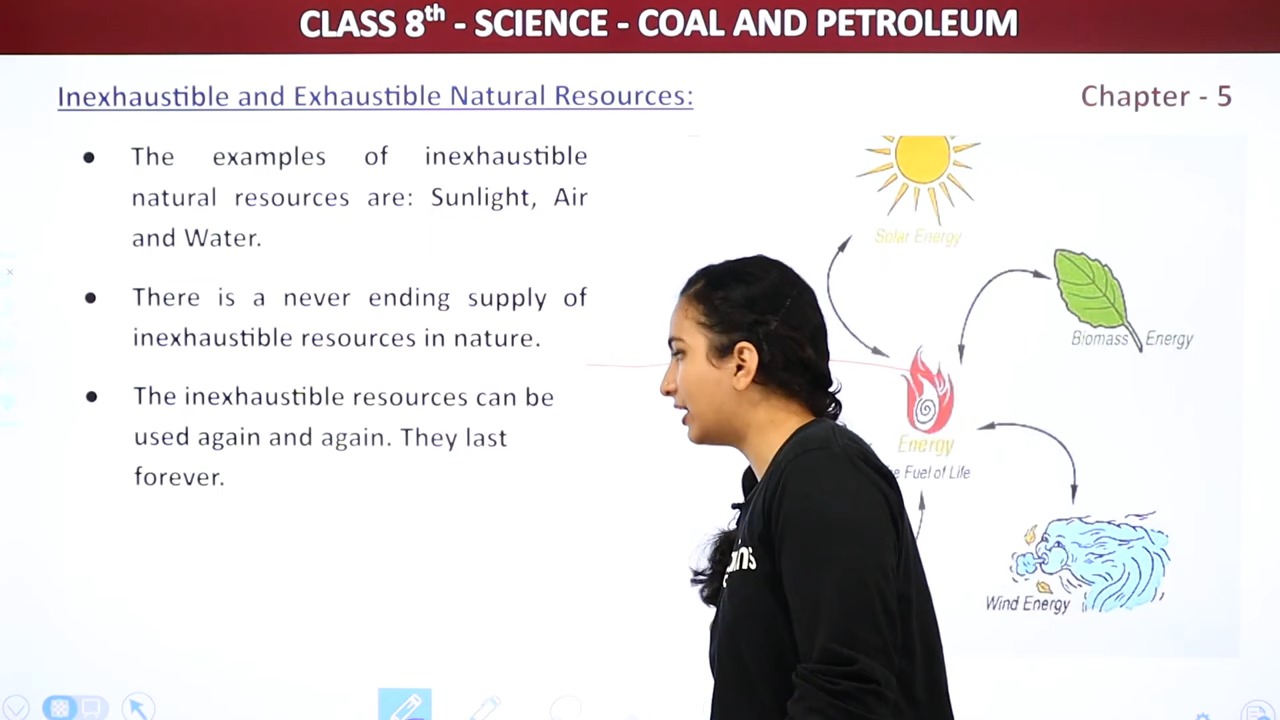 CLASS 8th - SCIENCE - COAL AND PETROLEUM
Inexhaustible and Exhaustible Natural Resources:
Chapter - 5
● The examples of inexhaustible
natural resources are: Sunlight, Air
and Water.
● There is a never ending supply of
inexhaustible resources in nature.
● The inexhaustible resources can be
used again and again. They last
forever.
Solar Energy
Biomass Energy
Energy
Fuel of Life
Wind Energy